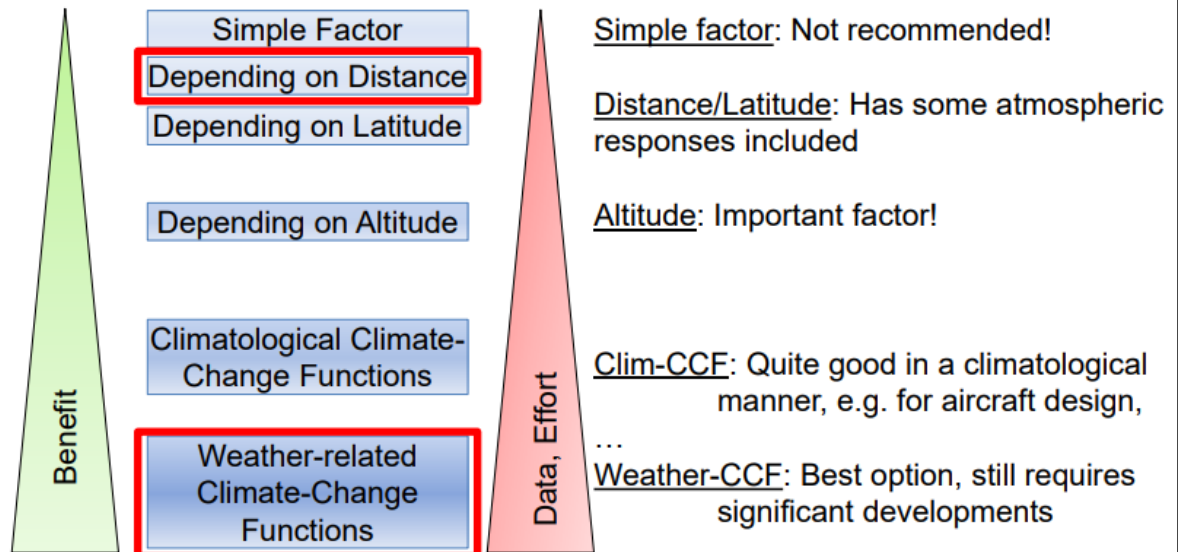 Simple Factor
Depending on Distance
Depending on Latitude
Depending on Altitude
Climatological Climate-
Change Functions
Weather-related
Climate-Change
Functions
Benefit
Data, Effort
Simple factor: Not recommended!
Distance/Latitude: Has some atmospheric
responses included
Altitude: Important factor!
Clim-CCF: Quite good in a climatological
manner, e.g. for aircraft design,
…
Weather-CCF: Best option, still requires
significant developments